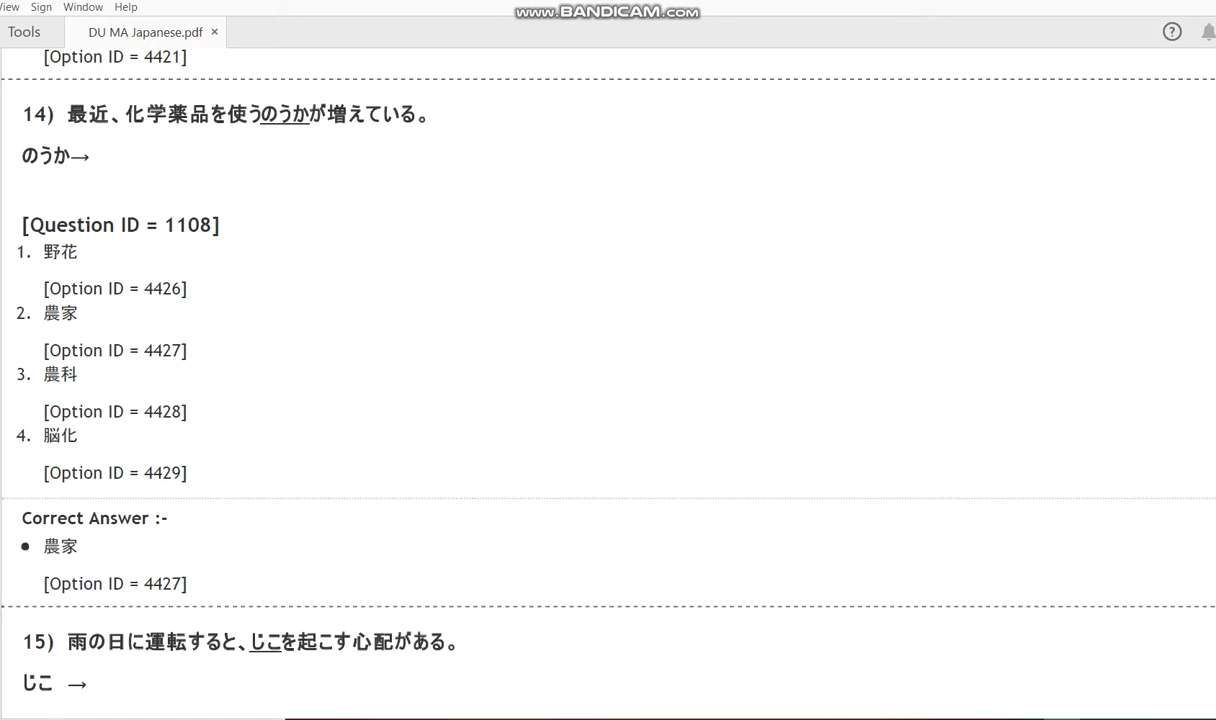 View Sign Window Help
www.BANDICAM.com
Tools DU MA Japanese.pdf × ?
[Option ID = 4421]
14) 最近、化学薬品を使うのうかが増えている。
のうか→
[Question ID = 1108]
1. 野花
[Option ID = 4426]
2. 農家
[Option ID = 4427]
3. 農科
[Option ID = 4428]
4. 脳化
[Option ID = 4429]
Correct Answer :-
• 農家
[Option ID = 4427]
15) 雨の日に運転すると、じこを起こす心配がある。
じこ →